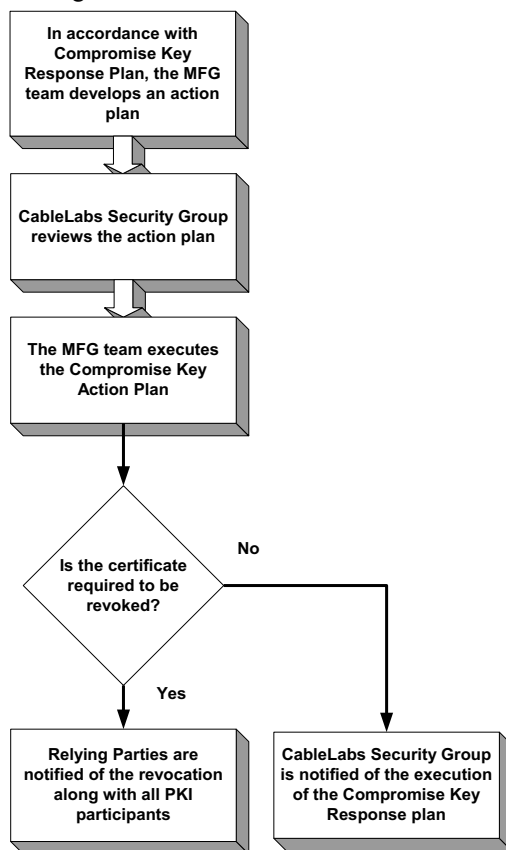 In accordance with
Compromise Key
Response Plan, the MFG
team develops an action
plan
CableLabs Security Group
reviews the action plan
The MFG team executes
the Compromise Key
Action Plan
Is the certificate
required to be
revoked?
No
Yes
Relying Parties are
notified of the revocation
along with all PKI
participants
CableLabs Security Group
is notified of the execution
of the Compromise Key
Response plan